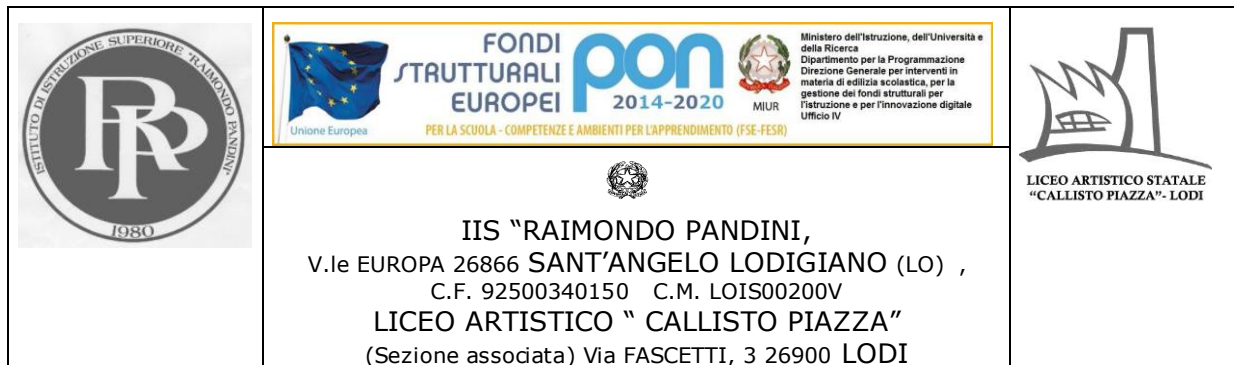 ISTITUTO DI ISTRUZIONE SUPERIORE "RAIMONDO PANDINI"
RP
1980
Unione Europea
FONDI
STRUTTURALI
EUROPEI
pon
2014-2020
MIUR
Ministero dell'Istruzione, dell'Università e
della Ricerca
Dipartimento per la Programmazione
Direzione Generale per interventi in
materia di edilizia scolastica, per la
gestione dei fondi strutturali per
l'istruzione e per l'innovazione digitale
Ufficio IV
PER LA SCUOLA - COMPETENZE E AMBIENTI PER L'APPRENDIMENTO (FSE-FESR)
LICEO ARTISTICO STATALE
"CALLISTO PIAZZA"- LODI
IIS “RAIMONDO PANDINI,
V.le EUROPA 26866 SANT’ANGELO LODIGIANO (LO) ,
C.F. 92500340150 C.M. LOIS00200V
LICEO ARTISTICO “ CALLISTO PIAZZA”
(Sezione associata) Via FASCETTI, 3 26900 LODI